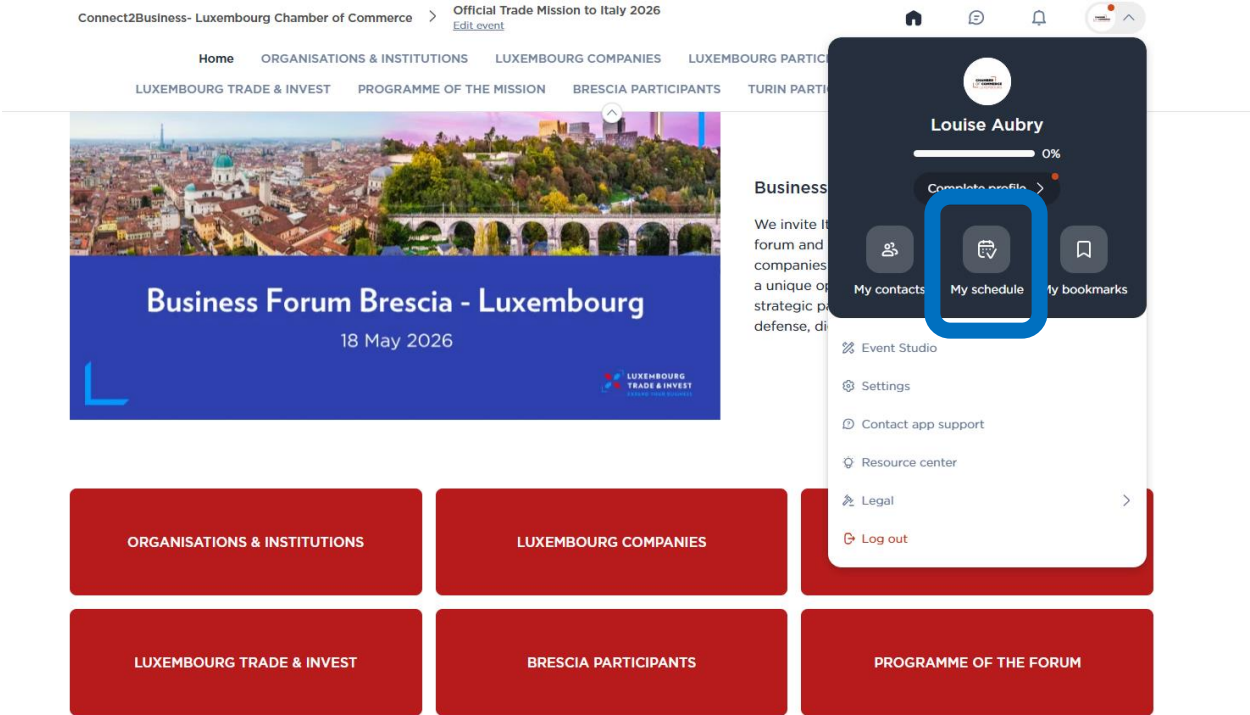 Connect2Business- Luxembourg Chamber of Commerce > Official Trade Mission to Italy 2026
Edit event
Home ORGANISATIONS & INSTITUTIONS LUXEMBOURG COMPANIES LUXEMBOURG PARTICI
LUXEMBOURG TRADE & INVEST PROGRAMME OF THE MISSION BRESCIA PARTICIPANTS TURIN PARTI
Business Forum Brescia - Luxembourg
18 May 2026
LUXEMBOURG
TRADE & INVEST
Business
We invite It
forum and
companies
a unique op
strategic pa
defense, di
Louise Aubry
0%
Complete profile >
My contacts My schedule My bookmarks
Event Studio
Settings
Contact app support
Resource center
Legal >
Log out
ORGANISATIONS & INSTITUTIONS LUXEMBOURG COMPANIES
LUXEMBOURG TRADE & INVEST BRESCIA PARTICIPANTS PROGRAMME OF THE FORUM